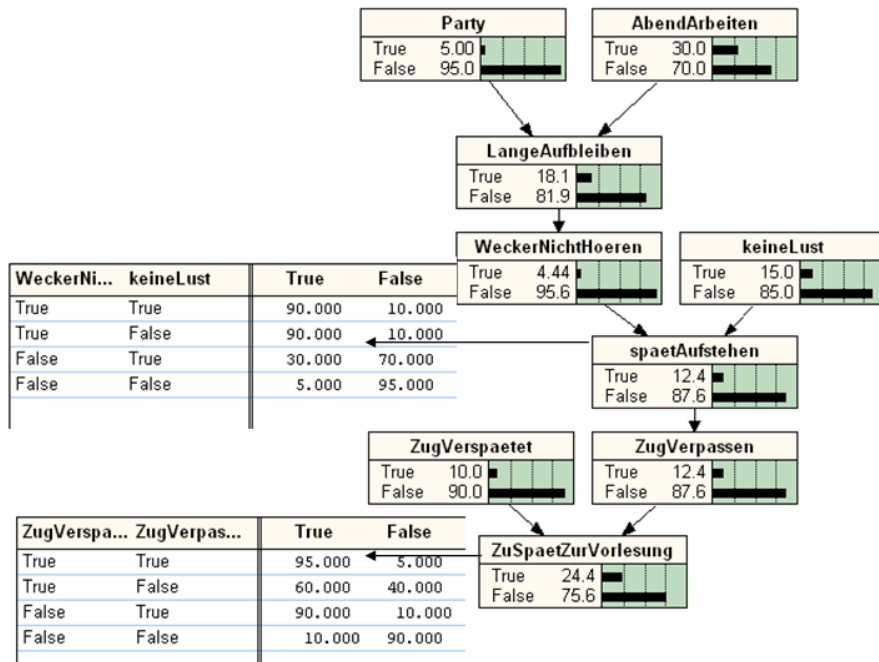 Party
True 5.00
False 95.0
AbendArbeiten
True 30.0
False 70.0
LangeAufbleiben
True 18.1
False 81.9
WeckerNichtHoeren
True 4.44
False 95.6
keineLust
True 15.0
False 85.0
WeckerNi... keineLust True False
True True 90.000 10.000
True False 90.000 10.000
False True 30.000 70.000
False False 5.000 95.000
spaetAufstehen
True 12.4
False 87.6
ZugVerspaetet
True 10.0
False 90.0
ZugVerpassen
True 12.4
False 87.6
ZugVerspa... ZugVerpas... True False
True True 95.000 5.000
True False 60.000 40.000
False True 90.000 10.000
False False 10.000 90.000
ZuSpaetZurVorlesung
True 24.4
False 75.6